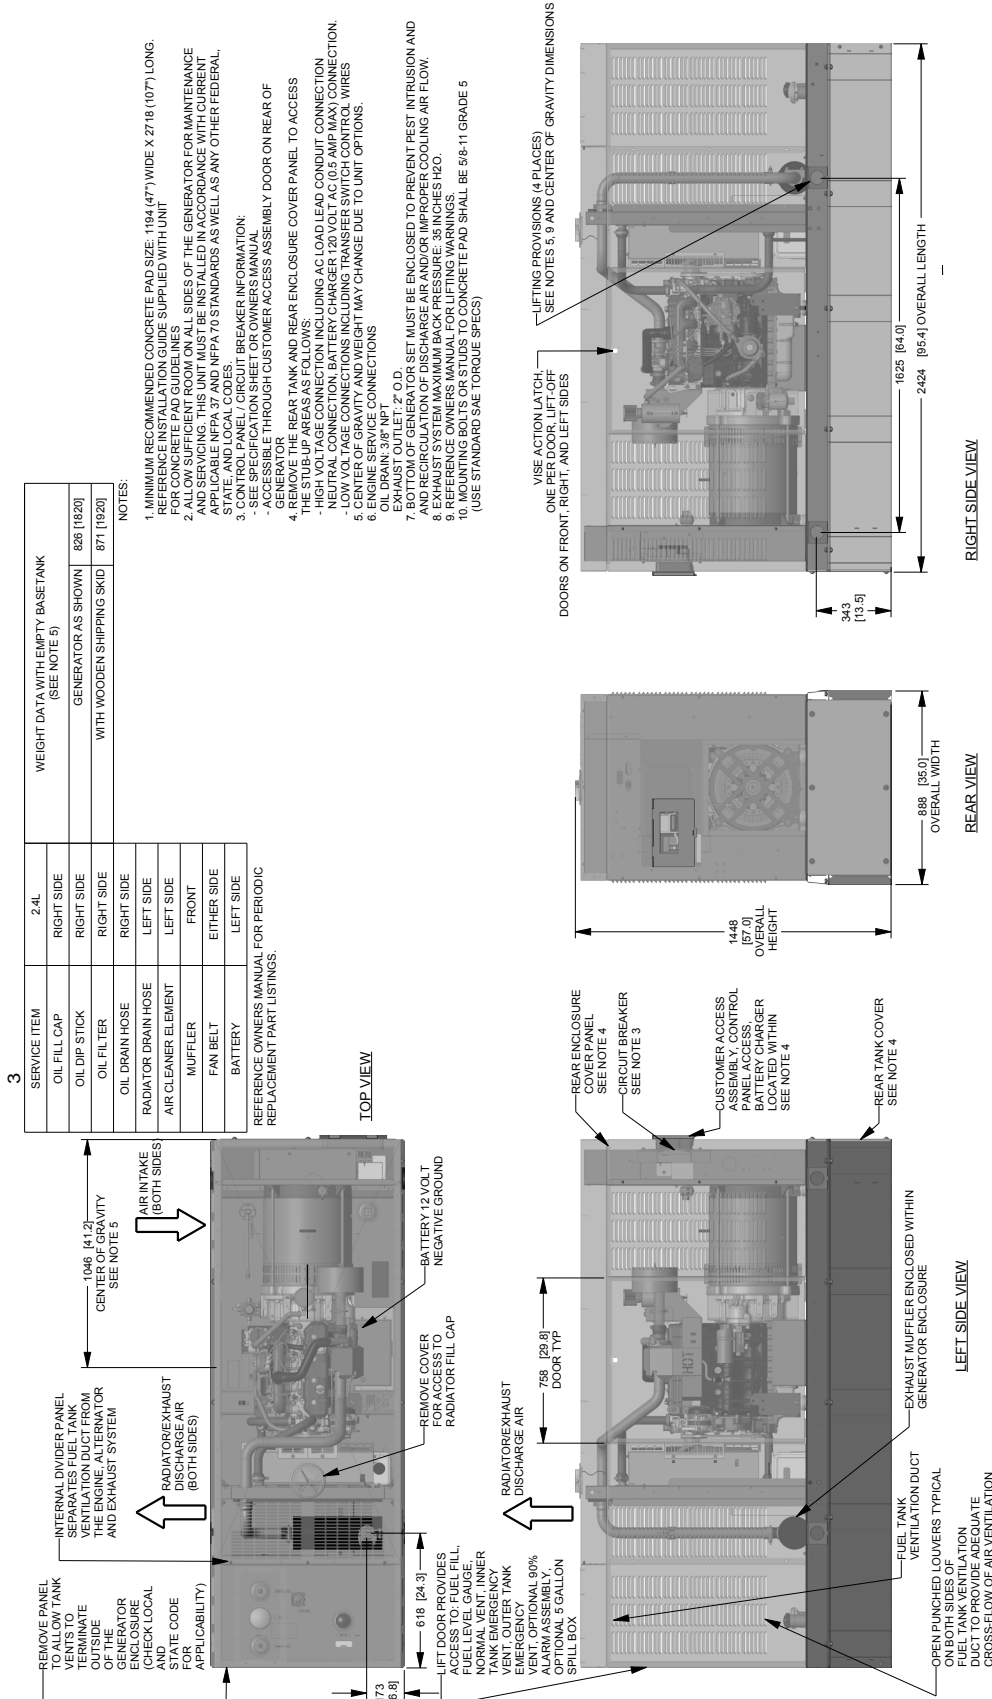 3
SERVICE ITEM
2.4L
OIL FILL CAP
RIGHT SIDE
OIL DIP STICK
RIGHT SIDE
OIL FILTER
RIGHT SIDE
OIL DRAIN HOSE
RIGHT SIDE
RADIATOR DRAIN HOSE
LEFT SIDE
AIR CLEANER ELEMENT
LEFT SIDE
MUFFLER
FRONT
FAN BELT
EITHER SIDE
BATTERY
LEFT SIDE
REFERENCE OWNERS MANUAL FOR PERIODIC
REPLACEMENT PART LISTINGS.
WEIGHT DATA WITH EMPTY BASETANK
(SEE NOTE 5)
GENERATOR AS SHOWN
826 [1820]
WITH WOODEN SHIPPING SKID
871 [1920]
NOTES:
1. MINIMUM RECOMMENDED CONCRETE PAD SIZE: 1194 (47") WIDE X 2718 (107") LONG.
REFERENCE INSTALLATION GUIDE SUPPLIED WITH UNIT
FOR CONCRETE PAD GUIDELINES
2. ALLOW SUFFICIENT ROOM ON ALL SIDES OF THE GENERATOR FOR MAINTENANCE
AND SERVICING. THIS UNIT MUST BE INSTALLED IN ACCORDANCE WITH CURRENT
APPLICABLE NFPA 37 AND NFPA 70 STANDARDS AS WELL AS ANY OTHER FEDERAL,
STATE, AND LOCAL CODES.
3. CONTROL PANEL / CIRCUIT BREAKER INFORMATION:
- SEE SPECIFICATION SHEET OR OWNERS MANUAL
- ACCESSIBLE THROUGH CUSTOMER ACCESS ASSEMBLY DOOR ON REAR OF
GENERATOR
4. REMOVE THE REAR TANK AND REAR ENCLOSURE COVER PANEL TO ACCESS
THE STUB-UP AREAS AS FOLLOWS:
- HIGH VOLTAGE CONNECTION INCLUDING AC LOAD LEAD CONDUIT CONNECTION
NEUTRAL CONNECTION, BATTERY CHARGER 120 VOLT AC (0.5 AMP MAX) CONNECTION.
- LOW VOLTAGE CONNECTIONS INCLUDING TRANSFER SWITCH CONTROL WIRES
5. CENTER OF GRAVITY AND WEIGHT MAY CHANGE DUE TO UNIT OPTIONS.
6. ENGINE SERVICE CONNECTIONS
OIL DRAIN: 3/8" NPT
EXHAUST OUTLET: 2" O.D.
7. BOTTOM OF GENERATOR SET MUST BE ENCLOSED TO PREVENT PEST INTRUSION AND
AND RECIRCULATION OF DISCHARGE AIR AND/OR IMPROPER COOLING AIR FLOW.
8. EXHAUST SYSTEM MAXIMUM BACK PRESSURE: 35 INCHES H2O.
9. REFERENCE OWNERS MANUAL FOR LIFTING WARNINGS.
10. MOUNTING BOLTS OR STUDS TO CONCRETE PAD SHALL BE 5/8-11 GRADE 5
(USE STANDARD SAE TORQUE SPECS)
REMOVE PANEL
TO ALLOW TANK
VENTS TO
TERMINATE
OUTSIDE
OF THE
GENERATOR
ENCLOSURE
(CHECK LOCAL
AND
STATE CODE
FOR
APPLICABILITY)
INTERNAL DIVIDER PANEL
SEPARATES FUEL TANK
VENTILATION DUCT FROM
THE ENGINE, ALTERNATOR
AND EXHAUST SYSTEM
RADIATOR/EXHAUST
DISCHARGE AIR
(BOTH SIDES)
1046 [41.2]
CENTER OF GRAVITY
SEE NOTE 5
AIR INTAKE
(BOTH SIDES)
618 [24.3]
REMOVE COVER
FOR ACCESS TO
RADIATOR FILL CAP
BATTERY 12 VOLT
NEGATIVE GROUND
TOP VIEW
LIFT DOOR PROVIDES
ACCESS TO: FUEL FILL,
FUEL LEVEL GAUGE,
NORMAL VENT, INNER
TANK EMERGENCY
VENT, OUTER TANK
EMERGENCY
VENT, OPTIONAL 90%
ALARM ASSEMBLY,
OPTIONAL 5 GALLON
SPILL BOX
RADIATOR/EXHAUST
DISCHARGE AIR
758 [29.8]
DOOR TYP
HOT
REAR ENCLOSURE
COVER PANEL
SEE NOTE 4
CIRCUIT BREAKER
SEE NOTE 3
CUSTOMER ACCESS
ASSEMBLY, CONTROL
PANEL ACCESS,
BATTERY CHARGER
LOCATED WITHIN
SEE NOTE 4
REAR TANK COVER
SEE NOTE 4
OPEN PUNCHED LOUVERS TYPICAL
ON BOTH SIDES OF
FUEL TANK VENTILATION
DUCT TO PROVIDE ADEQUATE
CROSS-FLOW OF AIR VENTILATION
FUEL TANK
VENTILATION DUCT
EXHAUST MUFFLER ENCLOSED WITHIN
GENERATOR ENCLOSURE
LEFT SIDE VIEW
1448
[57.0]
OVERALL
HEIGHT
888 [35.0]
OVERALL WIDTH
REAR VIEW
VISE ACTION LATCH,
ONE PER DOOR, LIFT-OFF
DOORS ON FRONT, RIGHT, AND LEFT SIDES
LIFTING PROVISIONS (4 PLACES)
SEE NOTES 5, 9 AND CENTER OF GRAVITY DIMENSIONS
343
[13.5]
1625 [64.0]
2424 [95.4] OVERALL LENGTH
RIGHT SIDE VIEW